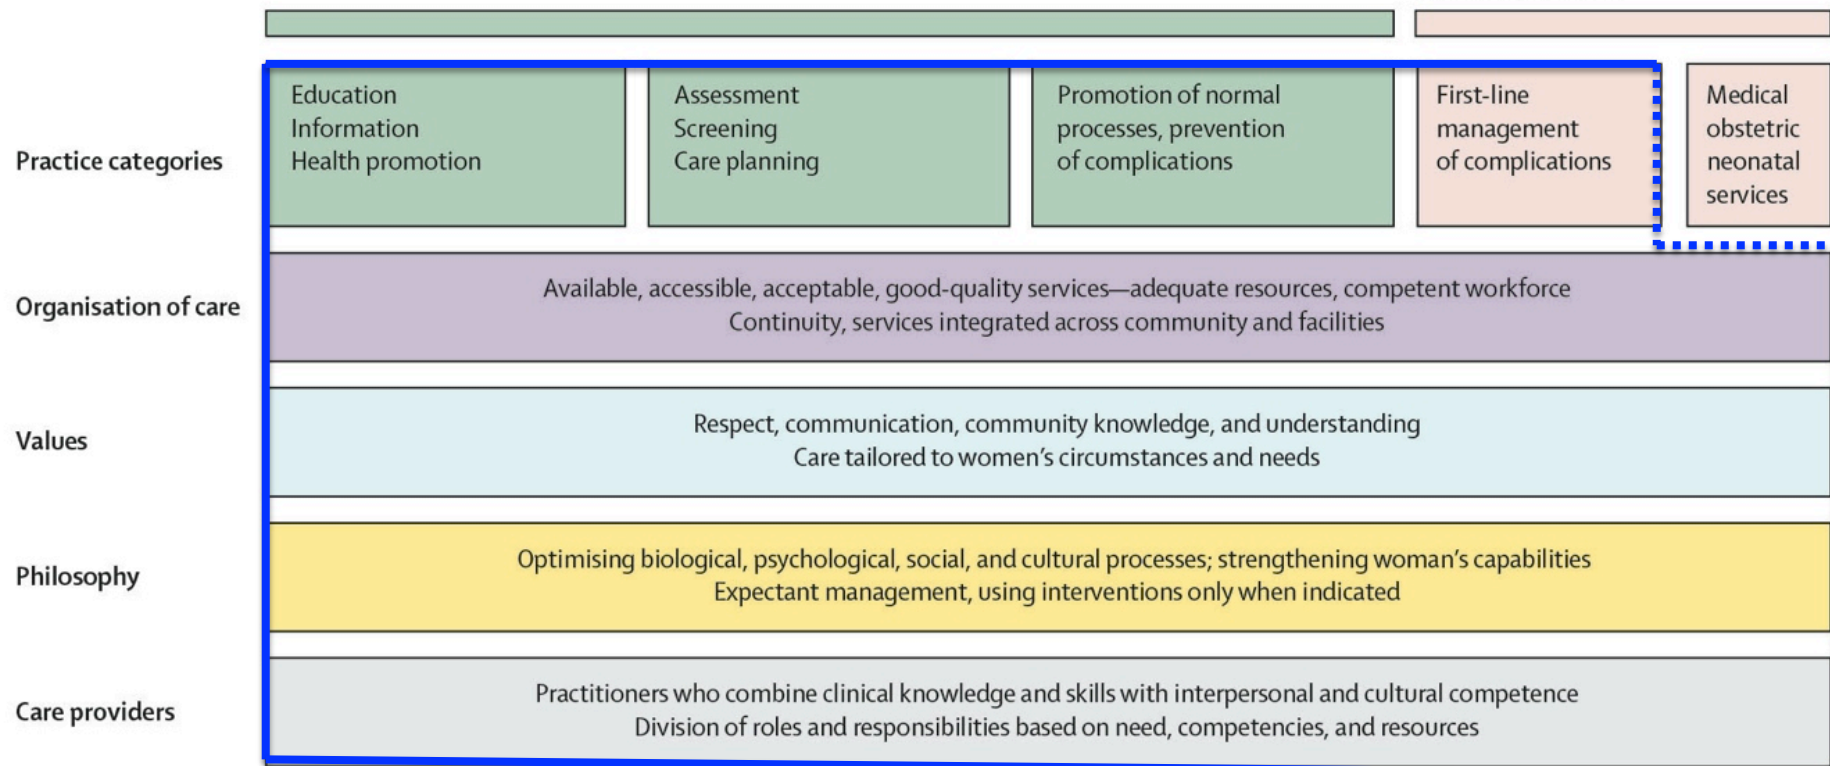 Practice categories
Education
Information
Health promotion
Assessment
Screening
Care planning
Promotion of normal
processes, prevention
of complications
First-line
management
of complications
Medical
obstetric
neonatal
services
Organisation of care
Available, accessible, acceptable, good-quality services—adequate resources, competent workforce
Continuity, services integrated across community and facilities
Values
Respect, communication, community knowledge, and understanding
Care tailored to women's circumstances and needs
Philosophy
Optimising biological, psychological, social, and cultural processes; strengthening woman's capabilities
Expectant management, using interventions only when indicated
Care providers
Practitioners who combine clinical knowledge and skills with interpersonal and cultural competence
Division of roles and responsibilities based on need, competencies, and resources